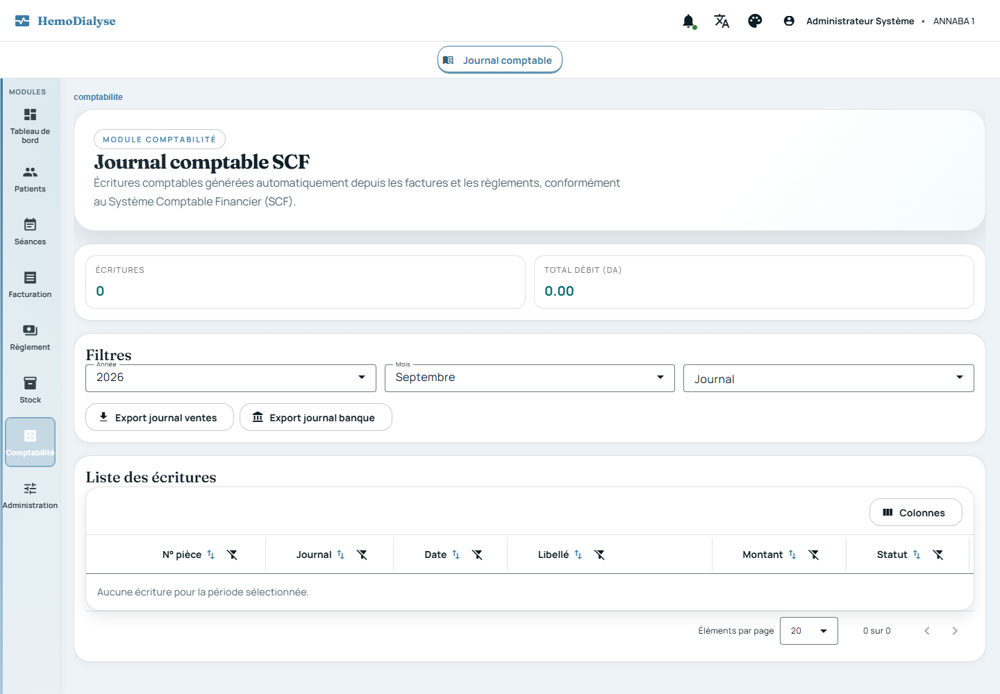 HemoDialyse
Administrateur Système • ANNABA 1
Journal comptable
MODULES
Tableau de
bord
Patients
Séances
Facturation
Règlement
Stock
Comptabilité
Administration
comptabilite
MODULE COMPTABILITÉ
Journal comptable SCF
Écritures comptables générées automatiquement depuis les factures et les règlements, conformément
au Système Comptable Financier (SCF).
ÉCRITURES
0
TOTAL DÉBIT (DA)
0.00
Filtres
Année
2026
Mois
Septembre
Journal
Export journal ventes
Export journal banque
Liste des écritures
Colonnes
N° pièce Journal Date Libellé Montant Statut
Aucune écriture pour la période sélectionnée.
Éléments par page 20 0 sur 0